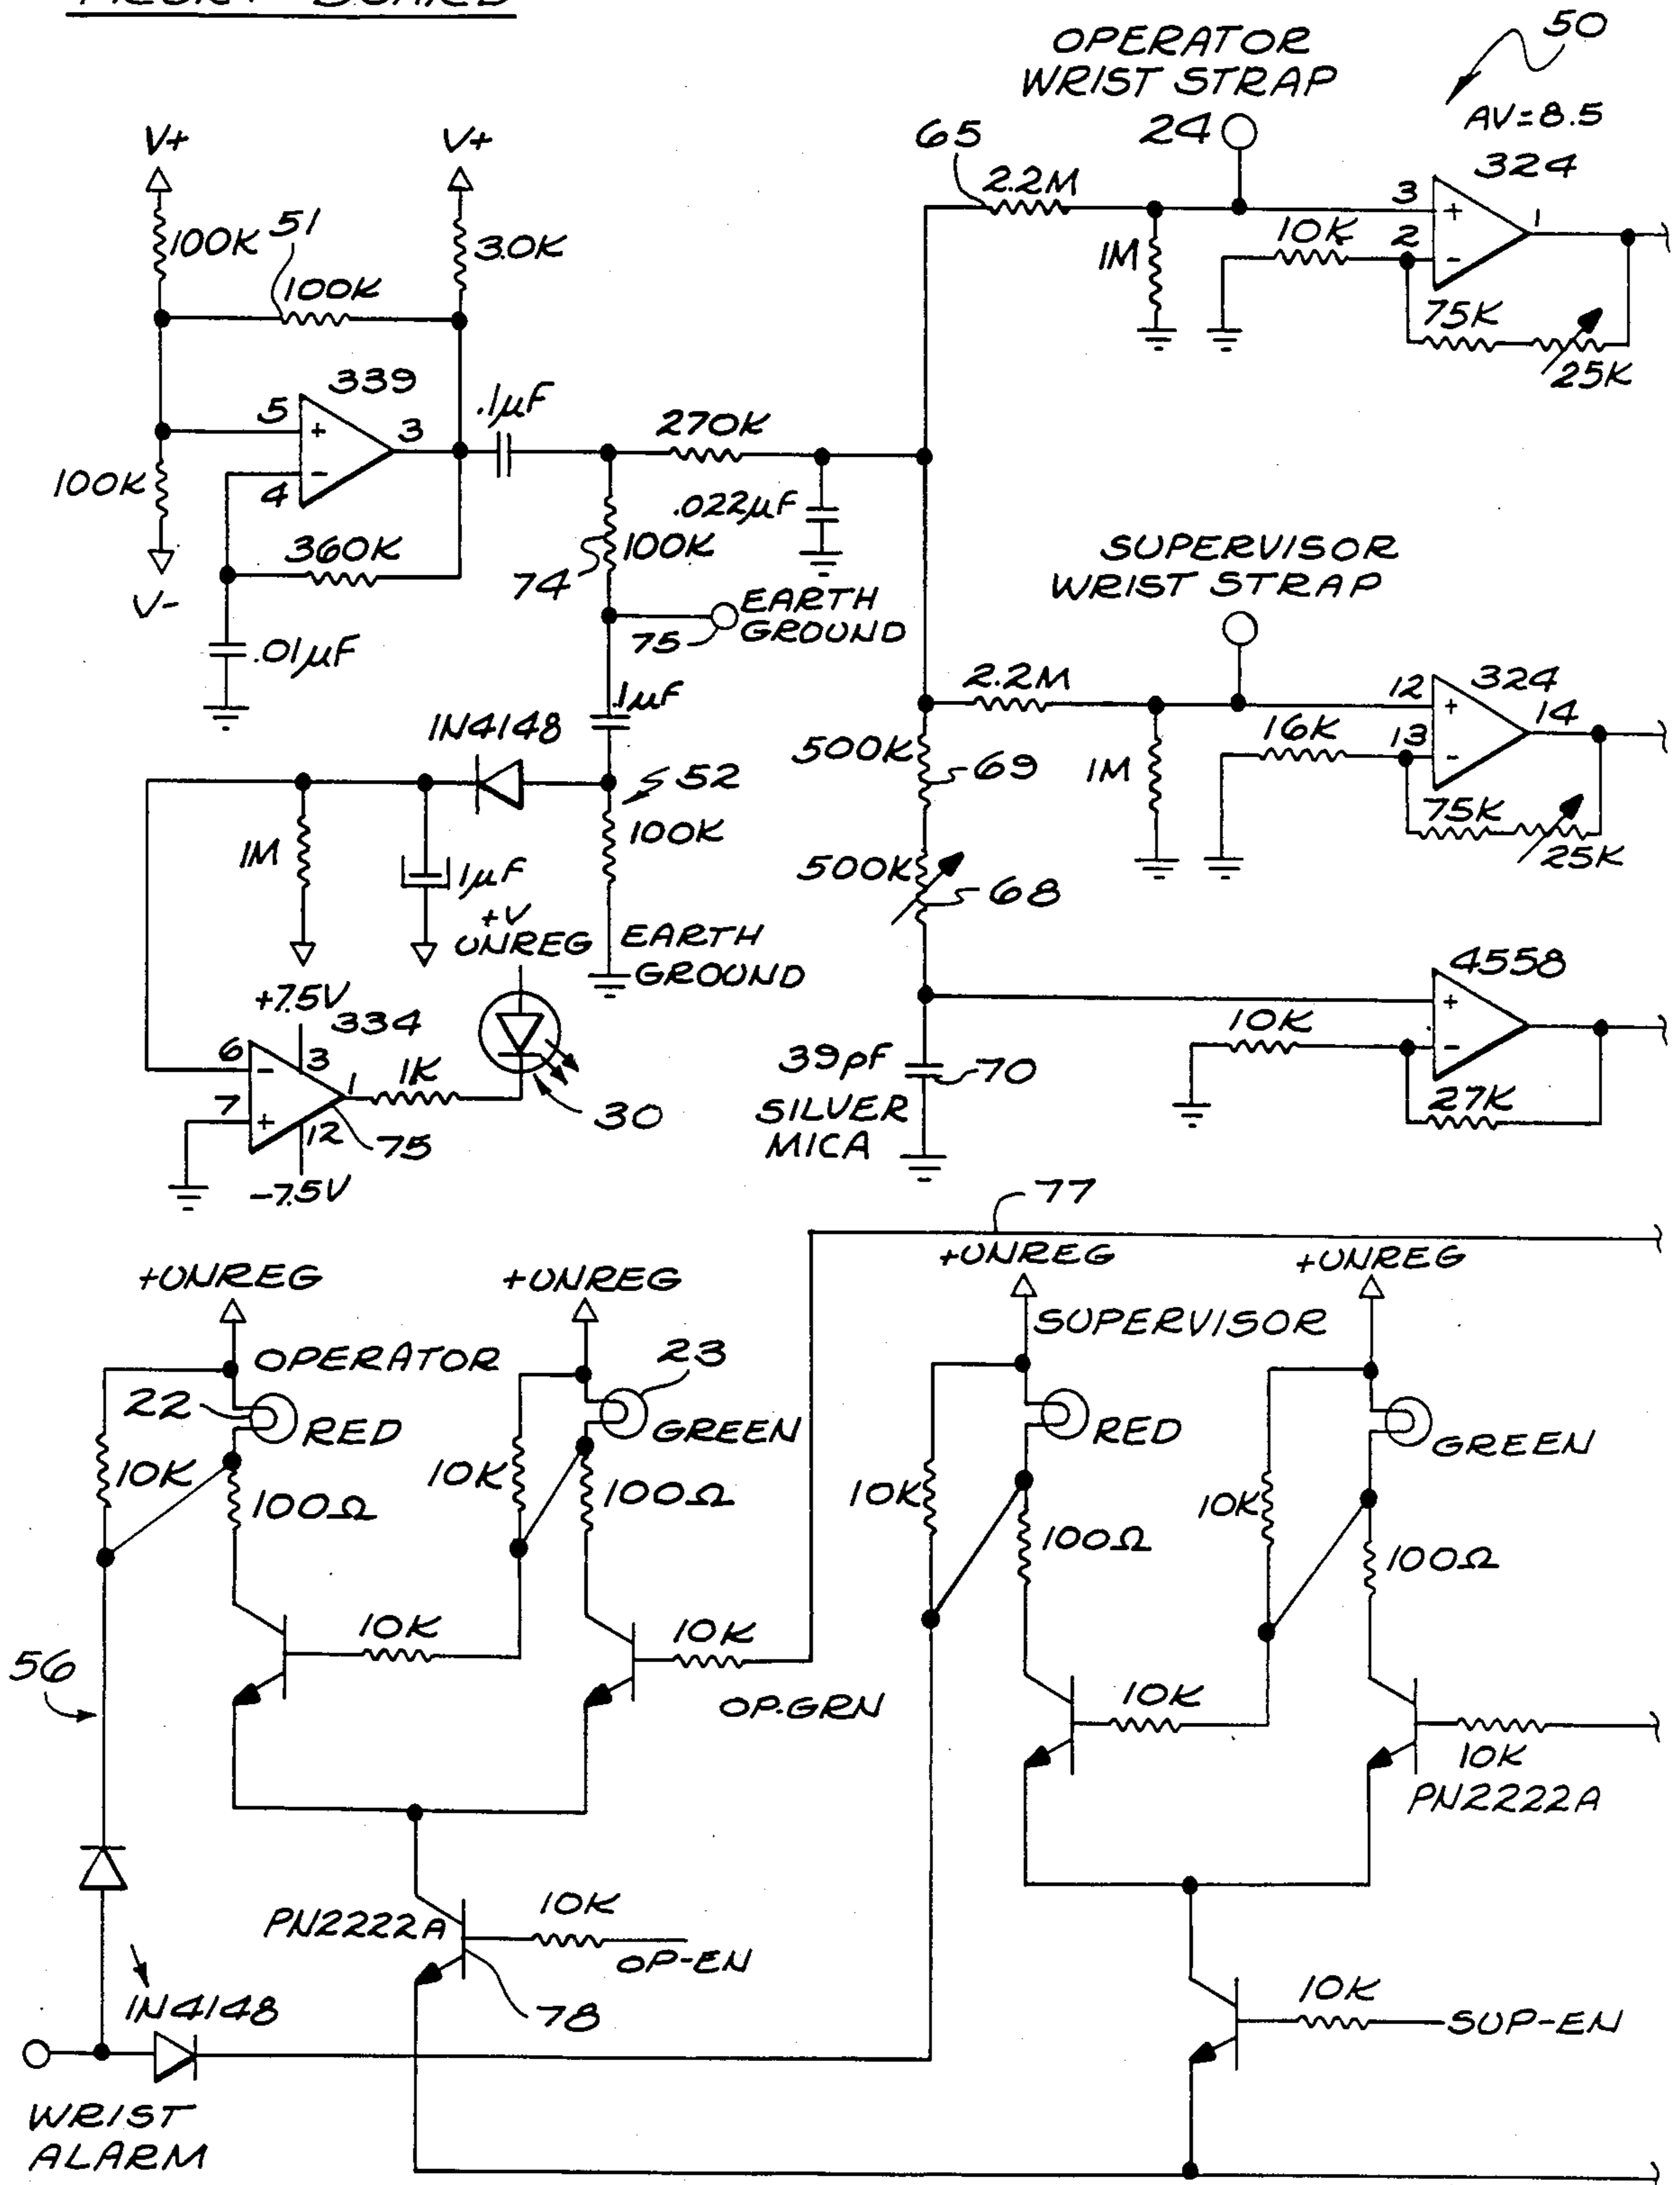 BOARD
OPERATOR
WRIST STRAP
24
50
AV=8.5
324
V+
V+
65
2.2M
3
+
1
100K
51
3.0K
1M
10K
2
-
100K
75K
25K
339
5
+
3
.1µF
270K
100K
-
4
.022µF
360K
100K
74
SUPERVISOR
WRIST STRAP
V-
EARTH
GROUND
75
.01µF
2.2M
12
324
+
14
.1µF
1N4148
16K
13
-
500K
69
1M
52
75K
25K
100K
1M
1µF
500K
68
+V
UNREG
EARTH
GROUND
4558
+
+7.5V
334
10K
-
6
-
3
1
1K
39pF
70
7
+
30
SILVER
MICA
27K
12
75
-7.5V
77
+UNREG
+UNREG
+UNREG
+UNREG
SUPERVISOR
OPERATOR
23
22
RED
GREEN
RED
GREEN
10K
100Ω
10K
100Ω
10K
100Ω
10K
100Ω
10K
10K
56
OP-GRN
10K
10K
PN2222A
PN2222A
10K
OP-EN
1N4148
78
10K
SUP-EN
WRIST
ALARM